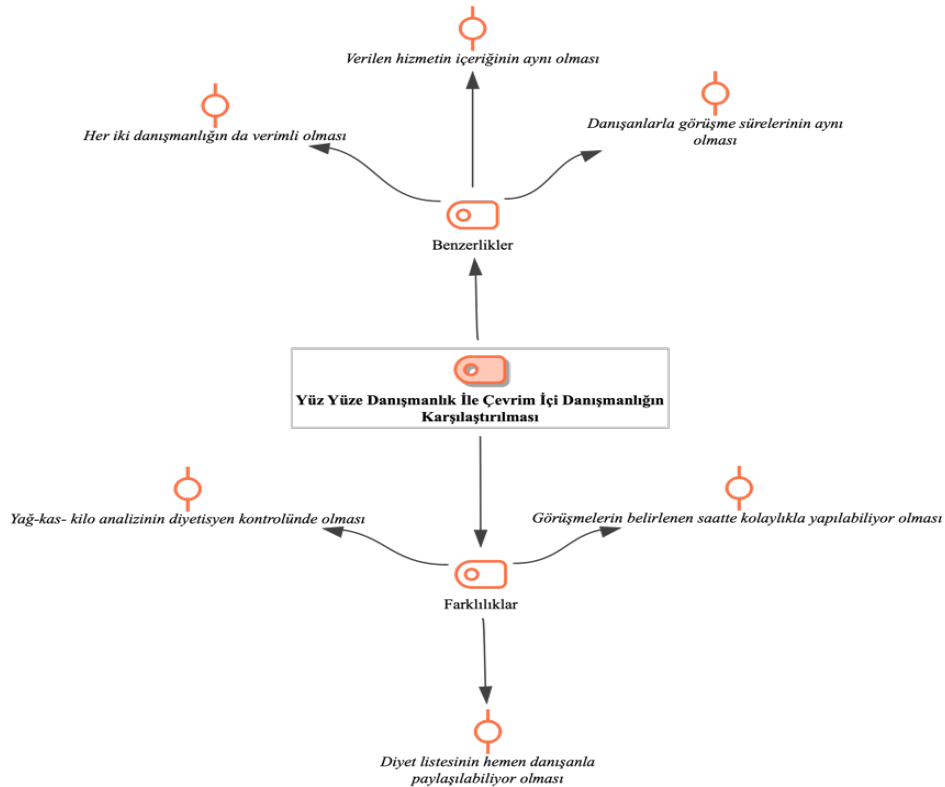 Verilen hizmetin içeriğinin aynı olması
Her iki danışmanlığın da verimli olması
Danışanlarla görüşme sürelerinin aynı
olması
Benzerlikler
Yüz Yüze Danışmanlık İle Çevrim İçi Danışmanlığın
Karşılaştırılması
Yağ-kas- kilo analizinin diyetisyen kontrolünde olması
Görüşmelerin belirlenen saatte kolaylıkla yapılabiliyor olması
Farklılıklar
Diyet listesinin hemen danışanla
paylaşılabiliyor olması